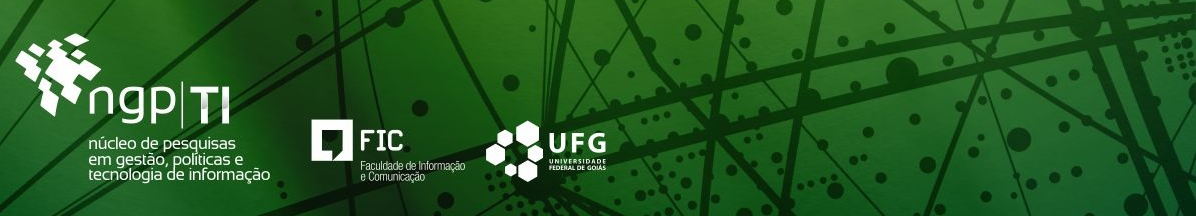 ngp|TI
núcleo de pesquisas
em gestão, políticas e
tecnologia de informação
FIC
Faculdade de Informação
e Comunicação
UFG
UNIVERSIDADE
FEDERAL DE GOIÁS